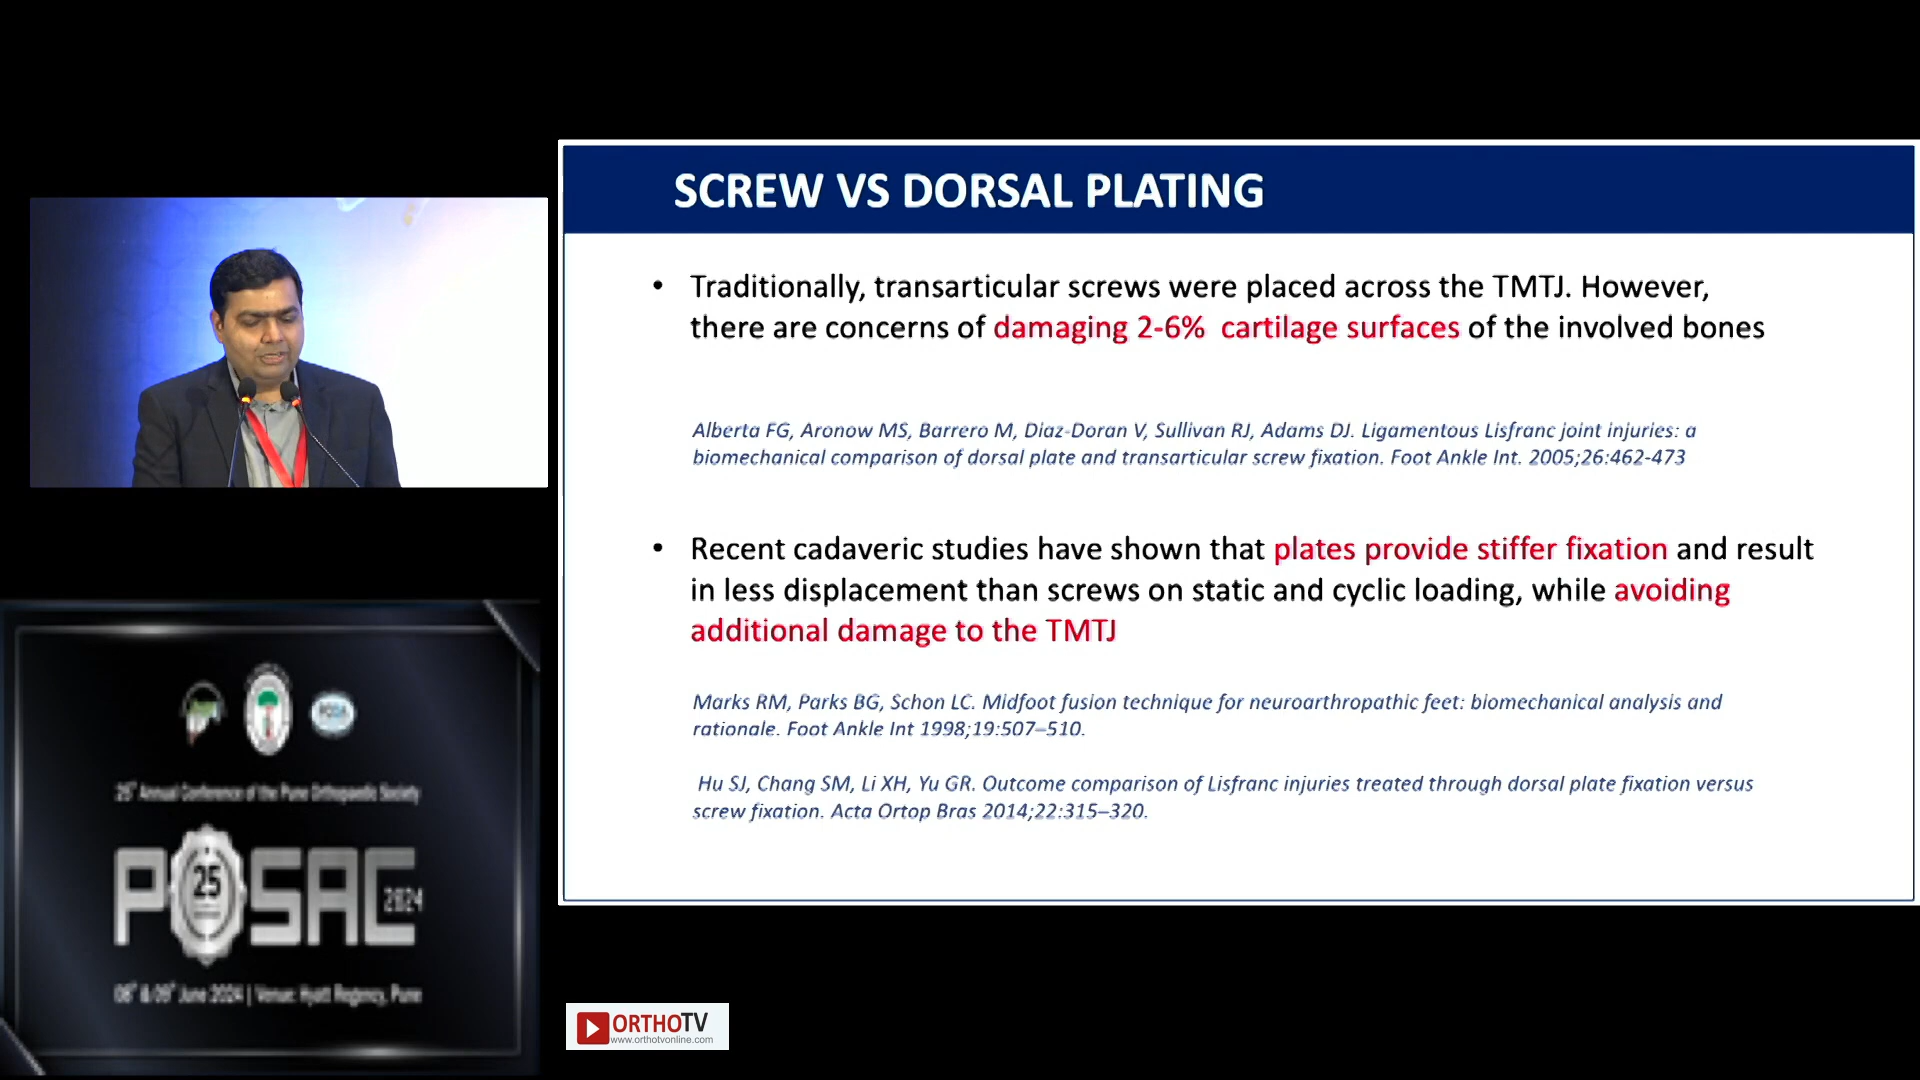 SCREW VS DORSAL PLATING
• Traditionally, transarticular screws were placed across the TMTJ. However,
there are concerns of damaging 2-6% cartilage surfaces of the involved bones
Alberta FG, Aronow MS, Barrero M, Diaz-Doran V, Sullivan RJ, Adams DJ. Ligamentous Lisfranc joint injuries: a
biomechanical comparison of dorsal plate and transarticular screw fixation. Foot Ankle Int. 2005;26:462-473
• Recent cadaveric studies have shown that plates provide stiffer fixation and result
in less displacement than screws on static and cyclic loading, while avoiding
additional damage to the TMTJ
Marks RM, Parks BG, Schon LC. Midfoot fusion technique for neuroarthropathic feet: biomechanical analysis and
rationale. Foot Ankle Int 1998;19:507–510.
Hu SJ, Chang SM, Li XH, Yu GR. Outcome comparison of Lisfranc injuries treated through dorsal plate fixation versus
screw fixation. Acta Ortop Bras 2014;22:315–320.
25th Annual Conference of the Pune Orthopaedic Society
POSAC
25
2024
08th & 09th June 2024 | Venue: Hyatt Regency, Pune
ORTHOTV
www.orthotvonline.com